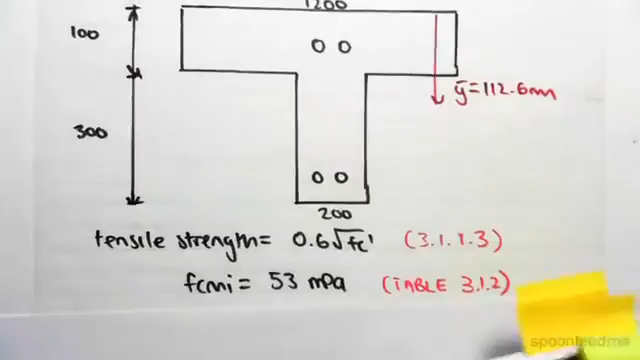 1200
100
ȳ=112.6mm
300
200
tensile strength= 0.6√fc' (3.1.1.3)
fcmi= 53 mPa (TABLE 3.1.2)
spoonfeedme